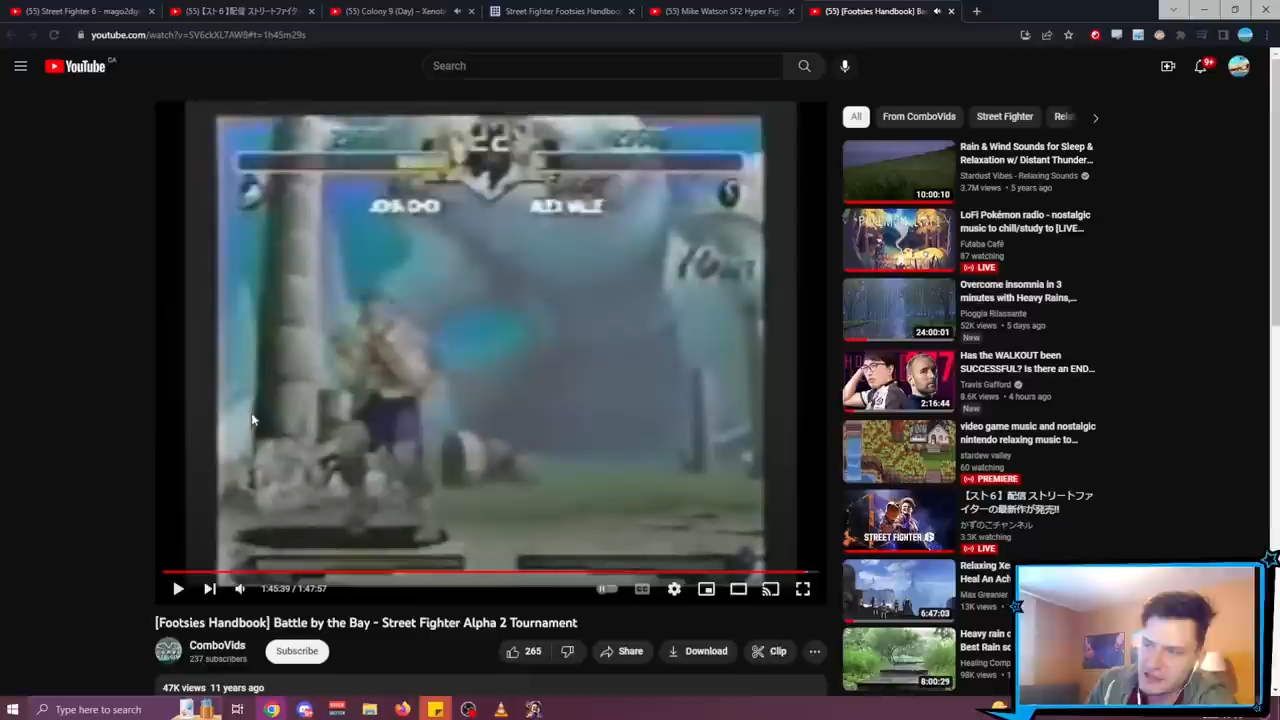 (55) Street Fighter 6 - mago2dg
(55)【スト６】配信 ストリートファイ
(55) Colony 9 (Day) – Xenobl
Street Fighter Footsies Handbook
(55) Mike Watson SF2 Hyper Fig
(55) [Footsies Handbook] Ba
youtube.com/watch?v=SV6ckXL7AW8#t=1h45m29s
YouTube CA
Search
9+
All
From ComboVids
Street Fighter
Rel
Rain & Wind Sounds for Sleep &
Relaxation w/ Distant Thunder...
Stardust Vibes - Relaxing Sounds
3.7M views • 5 years ago
10:00:10
LoFi Pokémon radio - nostalgic
music to chill/study to [LIVE...
Futaba Café
87 watching
LIVE
Overcome Insomnia in 3
minutes with Heavy Rains,...
Pioggia Rilassante
52K views • 5 days ago
New
24:00:01
Has the WALKOUT been
SUCCESSFUL? Is there an END...
Travis Gafford
8.6K views • 4 hours ago
New
2:16:44
video game music and nostalgic
nintendo relaxing music to...
stardew valley
60 watching
PREMIERE
【スト６】配信 ストリートファ
イターの最新作が発売!!
かずのこチャンネル
3.3K watching
LIVE
STREET FIGHTER 6
Relaxing Xe
Heal An Ach
Max Greanier
13K views •
6:47:03
Heavy rain o
Best Rain so
Healing Comp
98K views •
8:00:29
1:45:39 / 1:47:57
[Footsies Handbook] Battle by the Bay - Street Fighter Alpha 2 Tournament
ComboVids
237 subscribers
Subscribe
265
Share
Download
Clip
47K views 11 years ago
Type here to search